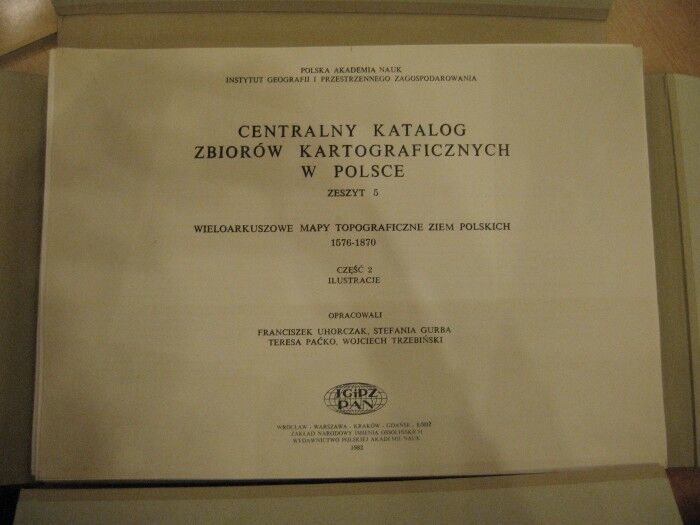 POLSKA AKADEMIA NAUK
INSTYTUT GEOGRAFII I PRZESTRZENNEGO ZAGOSPODAROWANIA
CENTRALNY KATALOG
ZBIORÓW KARTOGRAFICZNYCH
W POLSCE
ZESZYT 5
WIELOARKUSZOWE MAPY TOPOGRAFICZNE ZIEM POLSKICH
1576-1870
CZĘŚĆ 2
ILUSTRACJE
OPRACOWALI
FRANCISZEK UHORCZAK, STEFANIA GURBA
TERESA PAĆKO, WOJCIECH TRZEBIŃSKI
IGiPZ
PAN
WROCŁAW · WARSZAWA · KRAKÓW · GDAŃSK · ŁÓDŹ
ZAKŁAD NARODOWY IMIENIA OSSOLIŃSKICH
WYDAWNICTWO POLSKIEJ AKADEMII NAUK
1982